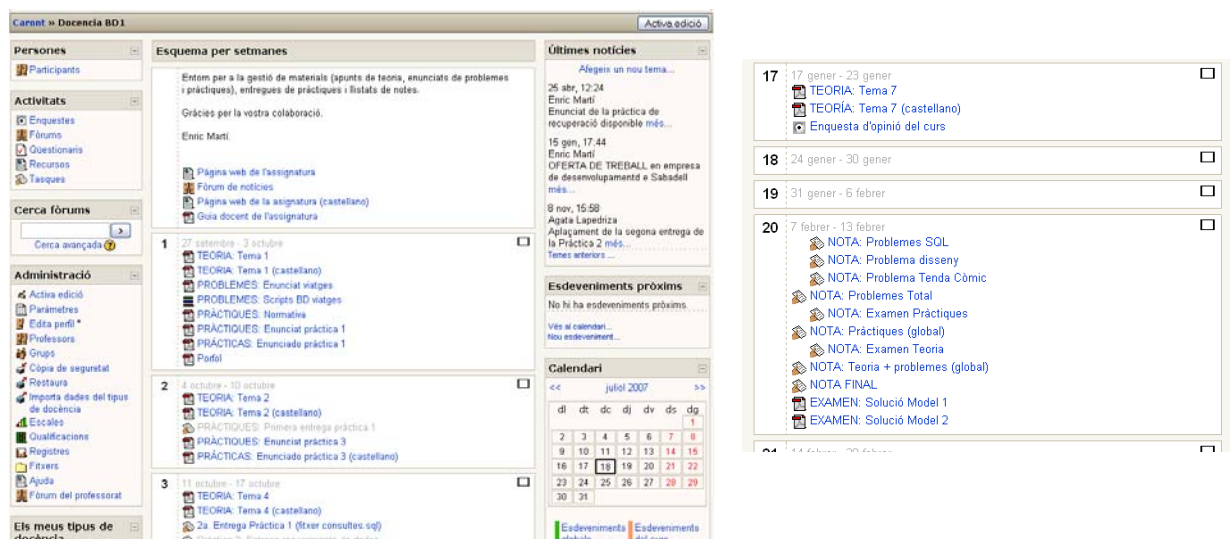 Caront » Docencia BD1
Activa edició
Persones
Participants
Activitats
Enquestes
Fòrums
Qüestionaris
Recursos
Tasques
Cerca fòrums
Cerca avançada
Administració
Activa edició
Paràmetres
Edita perfil *
Professors
Grups
Còpia de seguretat
Restaura
Importa dades del tipus
de docència
Escales
Qualificacions
Registres
Fitxers
Ajuda
Fòrum del professorat
Els meus tipus de
docència
Esquema per setmanes
Entorn per a la gestió de materials (apunts de teoria, enunciats de problemes
i pràctiques), entregues de pràctiques i llistats de notes.
Gràcies per la vostra colaboració.
Enric Martí.
Pàgina web de l'assignatura
Fòrum de notícies
Página web de la asignatura (castellano)
Guia docent de l'assignatura
1 27 setembre - 3 octubre
TEORIA: Tema 1
TEORIA: Tema 1 (castellano)
PROBLEMES: Enunciat viatges
PROBLEMES: Scripts BD viatges
PRÀCTIQUES: Normativa
PRÀCTIQUES: Enunciat pràctica 1
PRÁCTICAS: Enunciado práctica 1
Porfol
2 4 octubre - 10 octubre
TEORIA: Tema 2
TEORIA: Tema 2 (castellano)
PRÀCTIQUES: Primera entrega pràctica 1
PRÀCTIQUES: Enunciat pràctica 3
PRÁCTICAS: Enunciado práctica 3 (castellano)
3 11 octubre - 17 octubre
TEORIA: Tema 4
TEORIA: Tema 4 (castellano)
2a. Entrega Pràctica 1 (fitxer consultes.sql)
Últimes notícies
Afegeix un nou tema...
25 abr, 12:24
Enric Martí
Enunciat de la pràctica de
recuperació disponible més...
15 gen, 17:44
Enric Martí
OFERTA DE TREBALL en empresa
de desenvolupamentd e Sabadell
més...
8 nov, 15:58
Agata Lapedriza
Aplaçament de la segona entrega de
la Pràctica 2 més...
Temes anteriors ...
Esdeveniments pròxims
No hi ha esdeveniments pròxims.
Vés al calendari...
Nou esdeveniment...
Calendari
<< juliol 2007 >>
dl dt dc dj dv ds dg
1
2 3 4 5 6 7 8
9 10 11 12 13 14 15
16 17 18 19 20 21 22
23 24 25 26 27 28 29
30 31
Esdeveniments Esdeveniments
globals del curs
17 17 gener - 23 gener
TEORIA: Tema 7
TEORÍA: Tema 7 (castellano)
Enquesta d'opinió del curs
18 24 gener - 30 gener
19 31 gener - 6 febrer
20 7 febrer - 13 febrer
NOTA: Problemes SQL
NOTA: Problema disseny
NOTA: Problema Tenda Còmic
NOTA: Problemes Total
NOTA: Examen Pràctiques
NOTA: Pràctiques (global)
NOTA: Examen Teoria
NOTA: Teoria + problemes (global)
NOTA FINAL
EXAMEN: Solució Model 1
EXAMEN: Solució Model 2